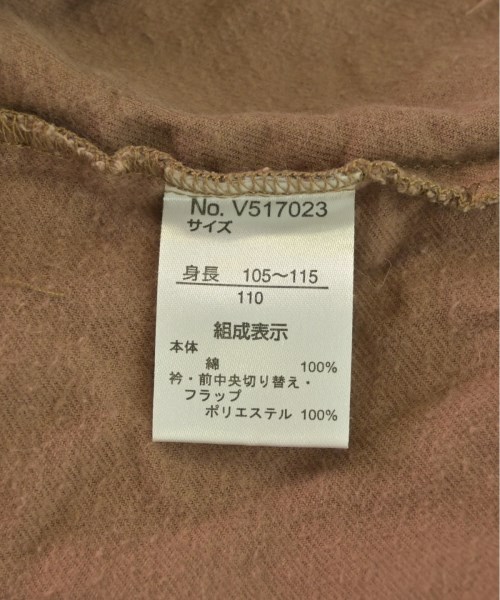 No. V517023
サイズ
身長 105～115
110
組成表示
本体
綿 100%
衿・前中央切り替え・
フラップ
ポリエステル 100%